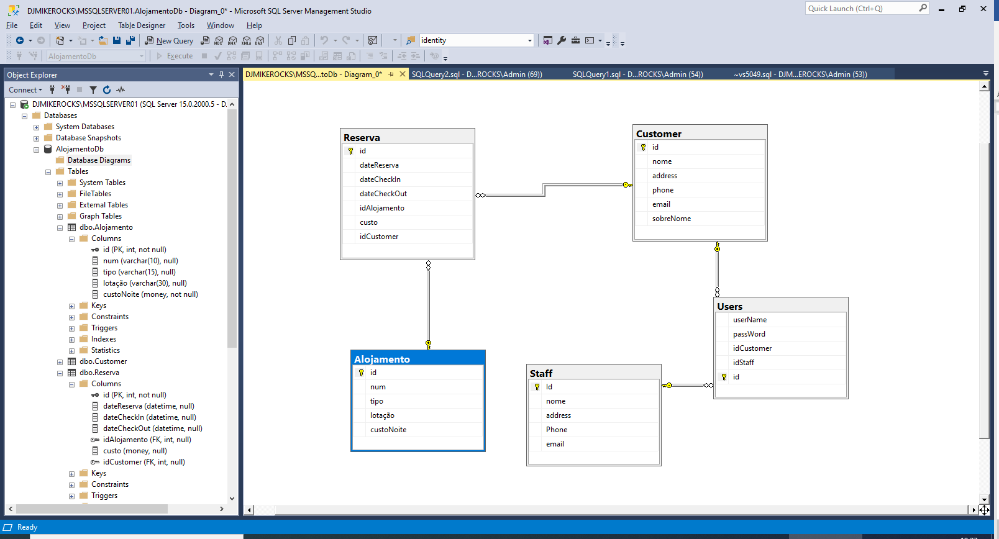 DJMIKEROCKS\MSSQLSERVER01.AlojamentoDb - Diagram_0* - Microsoft SQL Server Management Studio
Quick Launch (Ctrl+Q)
File Edit View Project Table Designer Tools Window Help
New Query MDX DMX XMLA DAX identity
AlojamentoDb Execute
Object Explorer
DJMIKEROCKS\MSSQ...toDb - Diagram_0* SQLQuery2.sql - D...ROCKS\Admin (69)) SQLQuery1.sql - D...ROCKS\Admin (54)) ~vs5049.sql - DJM...EROCKS\Admin (53))
Connect
DJMIKEROCKS\MSSQLSERVER01 (SQL Server 15.0.2000.5 - D
Databases
System Databases
Database Snapshots
AlojamentoDb
Database Diagrams
Tables
System Tables
FileTables
External Tables
Graph Tables
dbo.Alojamento
Columns
id (PK, int, not null)
num (varchar(10), null)
tipo (varchar(15), null)
lotação (varchar(30), null)
custoNoite (money, not null)
Keys
Constraints
Triggers
Indexes
Statistics
dbo.Customer
dbo.Reserva
Columns
id (PK, int, not null)
dateReserva (datetime, null)
dateCheckIn (datetime, null)
dateCheckOut (datetime, null)
idAlojamento (FK, int, null)
custo (money, null)
idCustomer (FK, int, null)
Keys
Constraints
Triggers
Reserva
id
dateReserva
dateCheckIn
dateCheckOut
idAlojamento
custo
idCustomer
Customer
id
nome
address
phone
email
sobreNome
Users
userName
passWord
idCustomer
idStaff
id
Alojamento
id
num
tipo
lotação
custoNoite
Staff
Id
nome
address
Phone
email
Ready